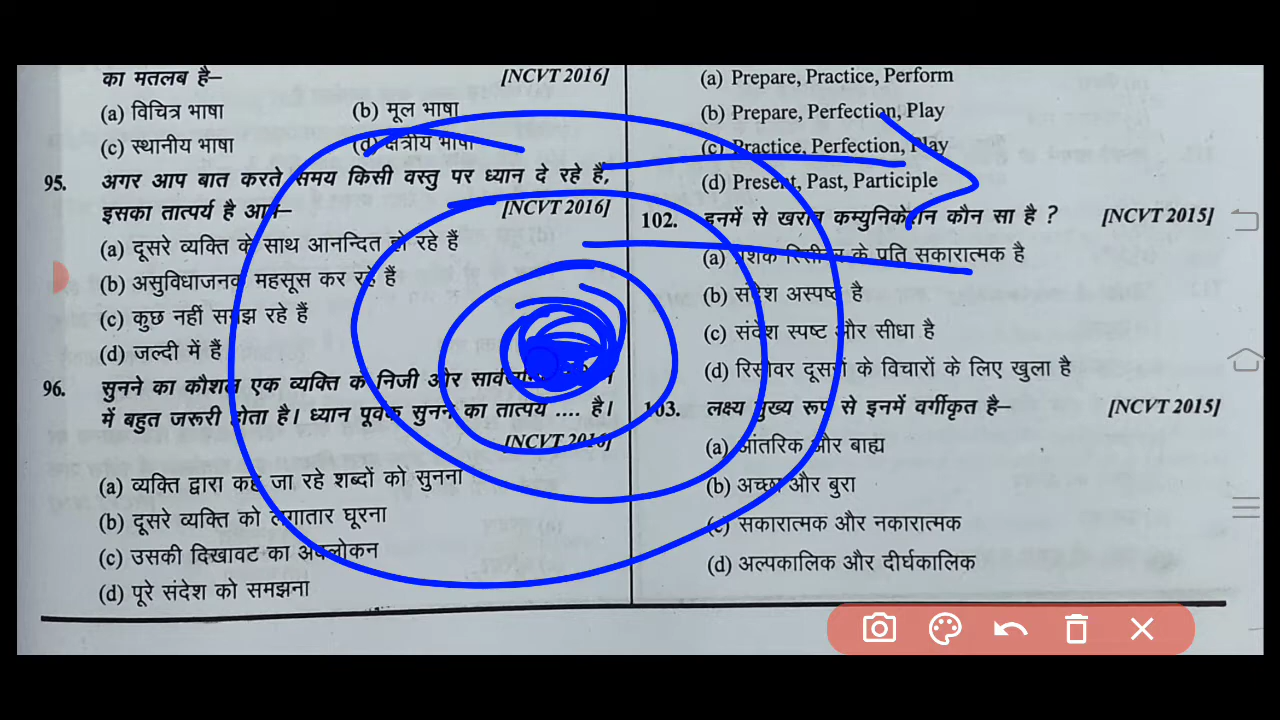 का मतलब है–
[NCVT 2016]
(a) विचित्र भाषा (b) मूल भाषा
(c) स्थानीय भाषा (d) क्षेत्रीय भाषा
95. अगर आप बात करते समय किसी वस्तु पर ध्यान दे रहे हैं,
इसका तात्पर्य है आप–
[NCVT 2016]
(a) दूसरे व्यक्ति के साथ आनन्दित हो रहे हैं
(b) असुविधाजनक महसूस कर रहे हैं
(c) कुछ नहीं समझ रहे हैं
(d) जल्दी में हैं
96. सुनने का कौशल एक व्यक्ति के निजी और
में बहुत जरूरी होता है। ध्यान पूर्वक सुनने का तात्पर्य .... है।
[NCVT 2016]
(a) व्यक्ति द्वारा कहे जा रहे शब्दों को सुनना
(b) दूसरे व्यक्ति को लगातार घूरना
(c) उसकी दिखावट का अवलोकन
(d) पूरे संदेश को समझना
(a) Prepare, Practice, Perform
(b) Prepare, Perfection, Play
(c) Practice, Perfection, Play
(d) Present, Past, Participle
102. इनमें से खराब कम्युनिकेशन कौन सा है ? [NCVT 2015]
(a) प्रेशक रिसीवर के प्रति सकारात्मक है
(b) संदेश अस्पष्ट है
(c) संदेश स्पष्ट और सीधा है
(d) रिसीवर दूसरों के विचारों के लिए खुला है
103. लक्ष्य मुख्य रूप से इनमें वर्गीकृत है– [NCVT 2015]
(a) आंतरिक और बाह्य
(b) अच्छा और बुरा
(c) सकारात्मक और नकारात्मक
(d) अल्पकालिक और दीर्घकालिक